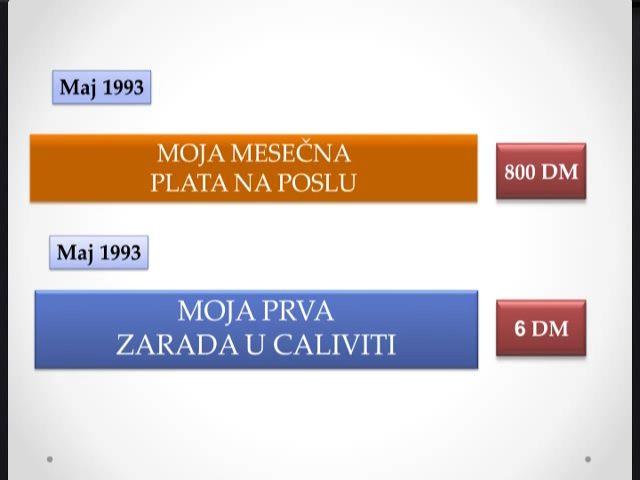 Maj 1993
MOJA MESEČNA
PLATA NA POSLU
800 DM
Maj 1993
MOJA PRVA
ZARADA U CALIVITI
6 DM